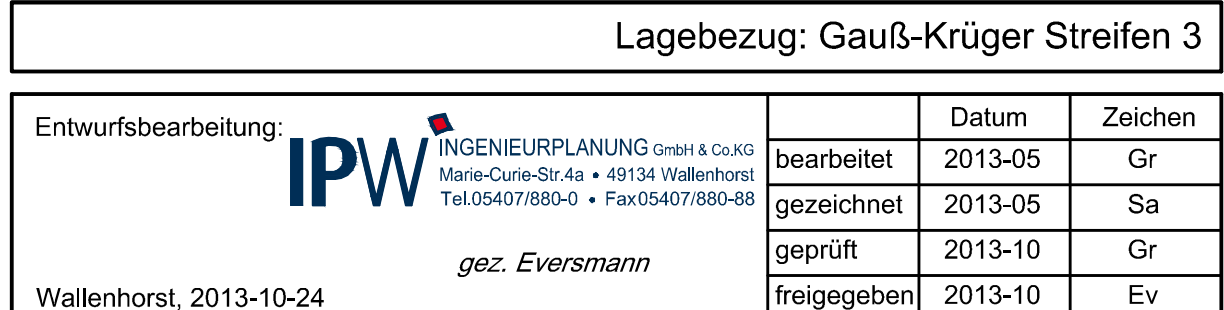 Lagebezug: Gauß-Krüger Streifen 3
Entwurfsbearbeitung:
IPW
INGENIEURPLANUNG GmbH & Co.KG
Marie-Curie-Str.4a • 49134 Wallenhorst
Tel.05407/880-0 • Fax05407/880-88
gez. Eversmann
Wallenhorst, 2013-10-24
Datum Zeichen
bearbeitet 2013-05 Gr
gezeichnet 2013-05 Sa
geprüft 2013-10 Gr
freigegeben 2013-10 Ev